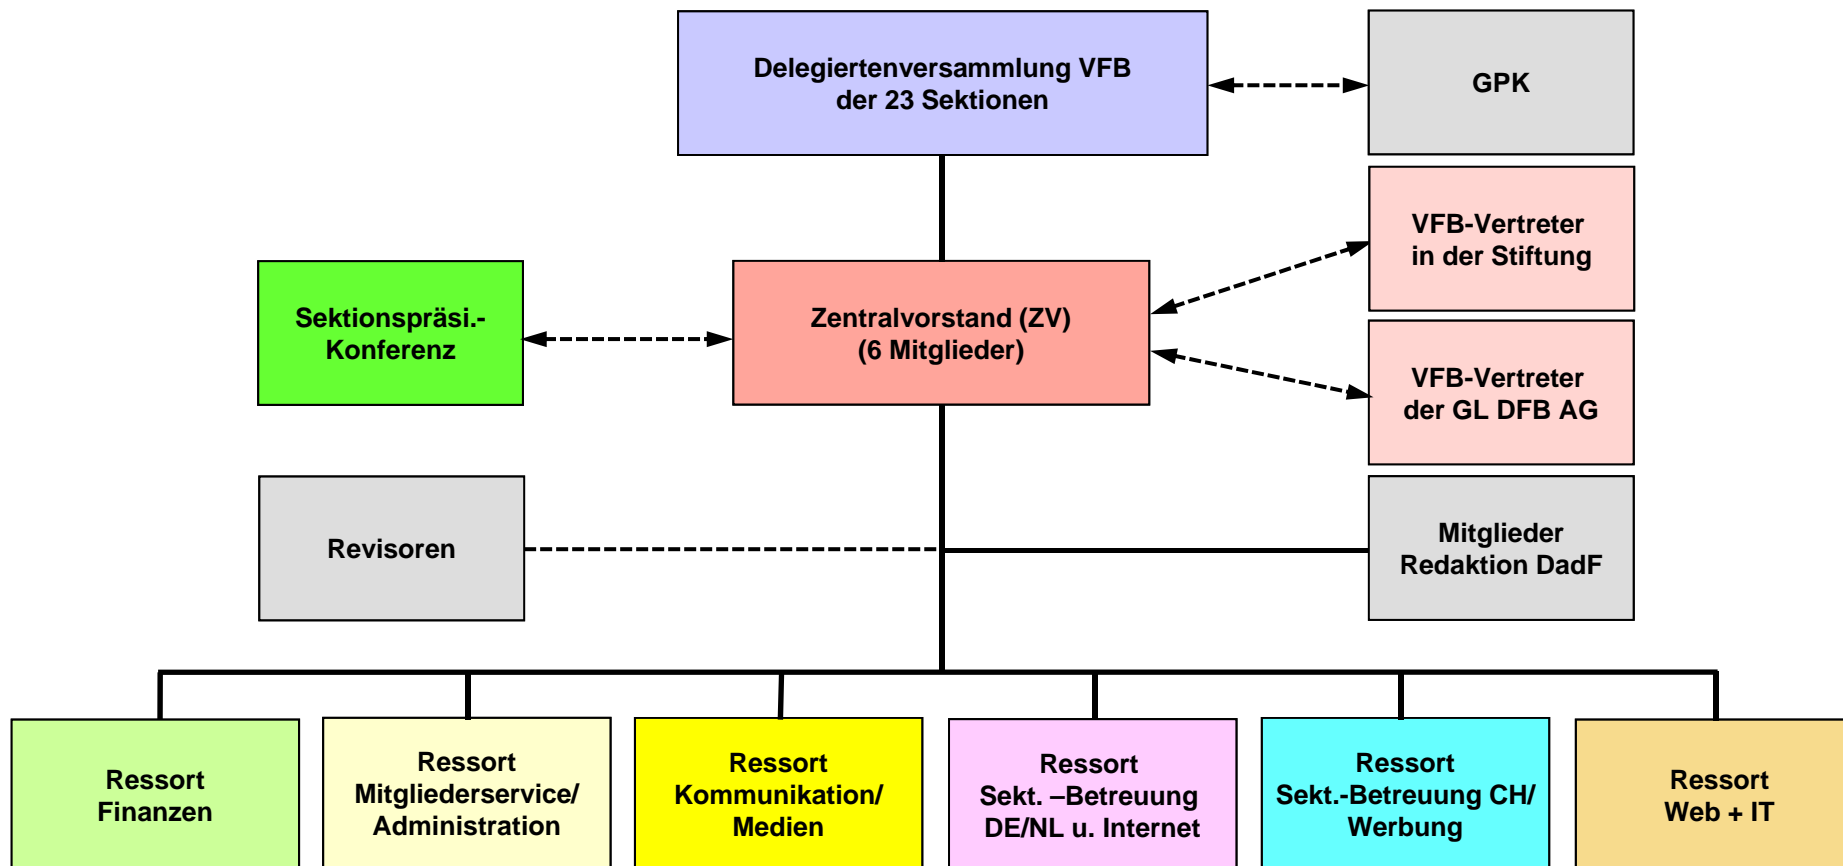 Delegiertenversammlung VFB
der 23 Sektionen
GPK
VFB-Vertreter
in der Stiftung
Sektionspräsi.-
Konferenz
Zentralvorstand (ZV)
(6 Mitglieder)
VFB-Vertreter
der GL DFB AG
Revisoren
Mitglieder
Redaktion DadF
Ressort
Finanzen
Ressort
Mitgliederservice/
Administration
Ressort
Kommunikation/
Medien
Ressort
Sekt. –Betreuung
DE/NL u. Internet
Ressort
Sekt.-Betreuung CH/
Werbung
Ressort
Web + IT